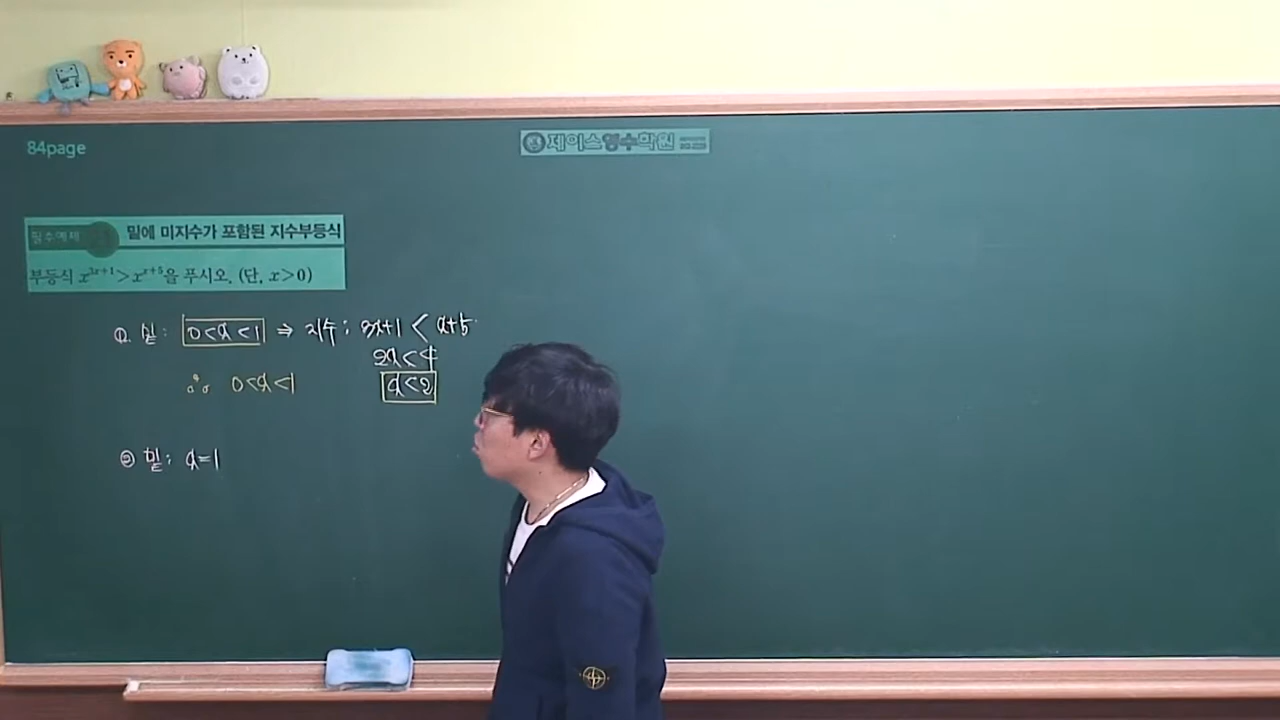 84page
제이스영수학원
필수예제 밑에 미지수가 포함된 지수부등식
부등식 x^{3x+1}>x^{x+5}을 푸시오. (단, x>0)
①. 밑: 0<x<1 ⇒ 지수: 3x+1 < x+5
2x<4
∴ 0<x<1 x<2
② 밑: x=1